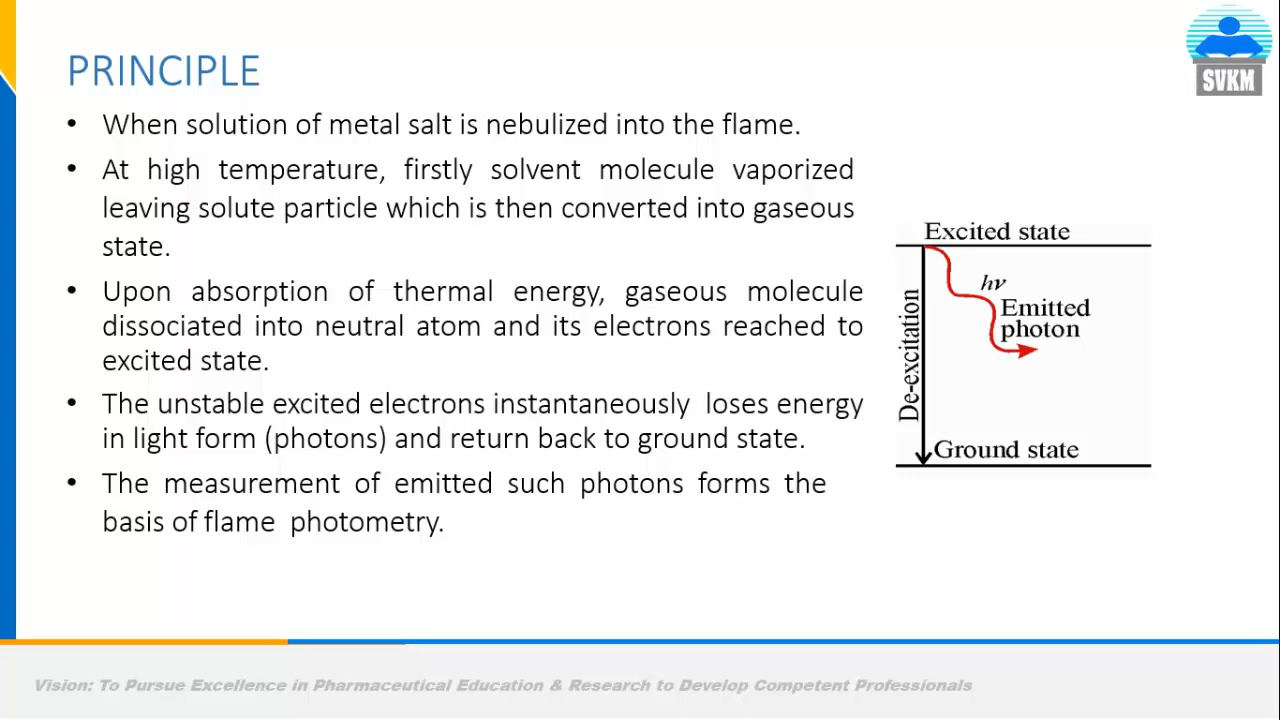 PRINCIPLE
SVKM
• When solution of metal salt is nebulized into the flame.
• At high temperature, firstly solvent molecule vaporized
leaving solute particle which is then converted into gaseous
state.
• Upon absorption of thermal energy, gaseous molecule
dissociated into neutral atom and its electrons reached to
excited state.
• The unstable excited electrons instantaneously loses energy
in light form (photons) and return back to ground state.
• The measurement of emitted such photons forms the
basis of flame photometry.
Excited state
hν
Emitted
photon
De-excitation
Ground state
Vision: To Pursue Excellence in Pharmaceutical Education & Research to Develop Competent Professionals